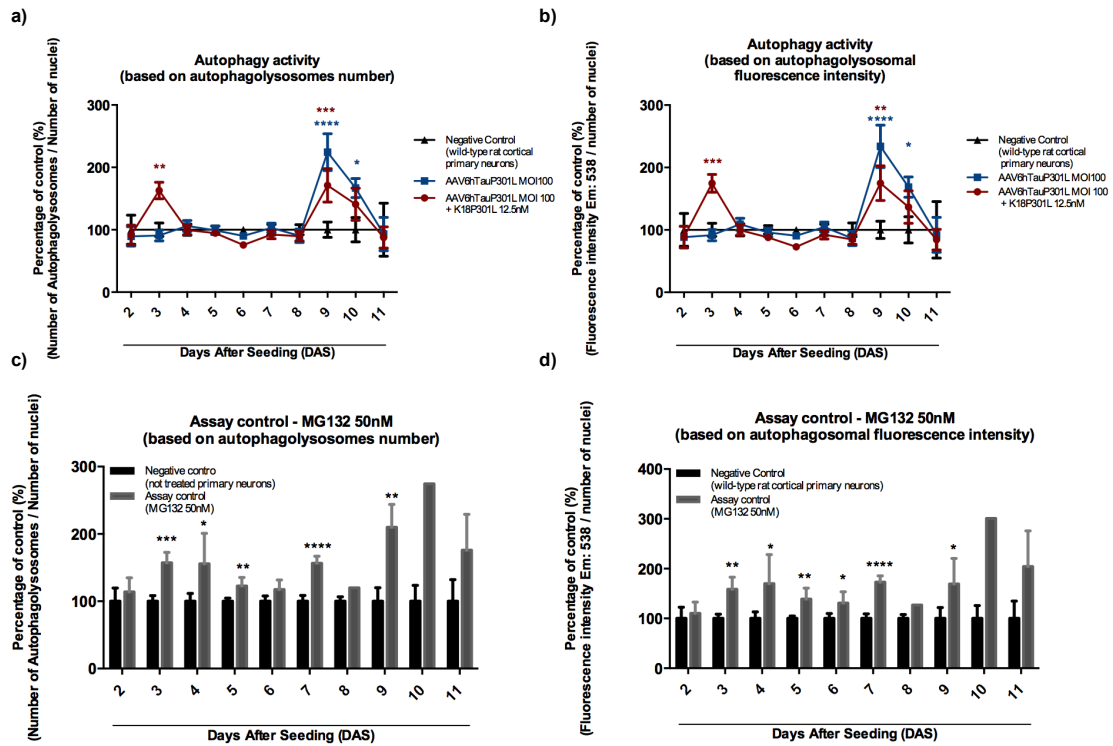 a)
Autophagy activity
(based on autophagolysosomes number)
Percentage of control (%)
(Number of Autophagolysosomes / Number of nuclei)
300
200
100
0
***
****
*
**
Negative Control
(wild-type rat cortical
primary neurons)
AAV6hTauP301L MOI100
AAV6hTauP301L MOI 100
+ K18P301L 12.5nM
2 3 4 5 6 7 8 9 10 11
Days After Seeding (DAS)
b)
Autophagy activity
(based on autophagolysosomal
fluorescence intensity)
Percentage of control (%)
(Fluorescence intensity Em: 538 / number of nuclei)
300
200
100
0
**
****
*
***
Negative Control
(wild-type rat cortical
primary neurons)
AAV6hTauP301L MOI100
AAV6hTauP301L MOI 100
+ K18P301L 12.5nM
2 3 4 5 6 7 8 9 10 11
Days After Seeding (DAS)
c)
Assay control - MG132 50nM
(based on autophagolysosomes number)
Percentage of control (%)
(Number of Autophagolysosomes / Number of nuclei)
300
200
100
0
Negative contro
(not treated primary neurons)
Assay control
(MG132 50nM)
*** * ** **** **
2 3 4 5 6 7 8 9 10 11
Days After Seeding (DAS)
d)
Assay control - MG132 50nM
(based on autophagosomal fluorescence intensity)
Percentage of control (%)
(Fluorescence intensity Em: 538 / number of nuclei)
400
300
200
100
0
Negative Control
(wild-type rat cortical primary neurons)
Assay control
(MG132 50nM)
** * ** * **** *
2 3 4 5 6 7 8 9 10 11
Days After Seeding (DAS)